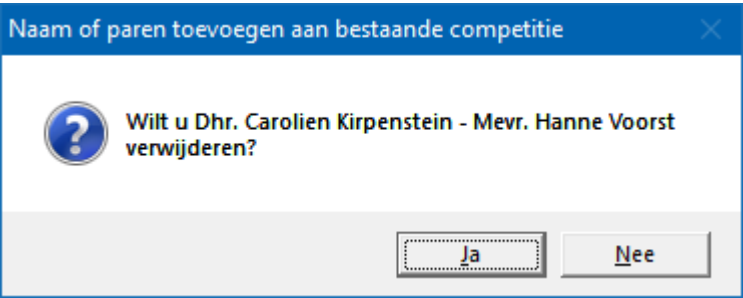 Naam of paren toevoegen aan bestaande competitie
Wilt u Dhr. Carolien Kirpenstein - Mevr. Hanne Voorst
verwijderen?
Ja
Nee